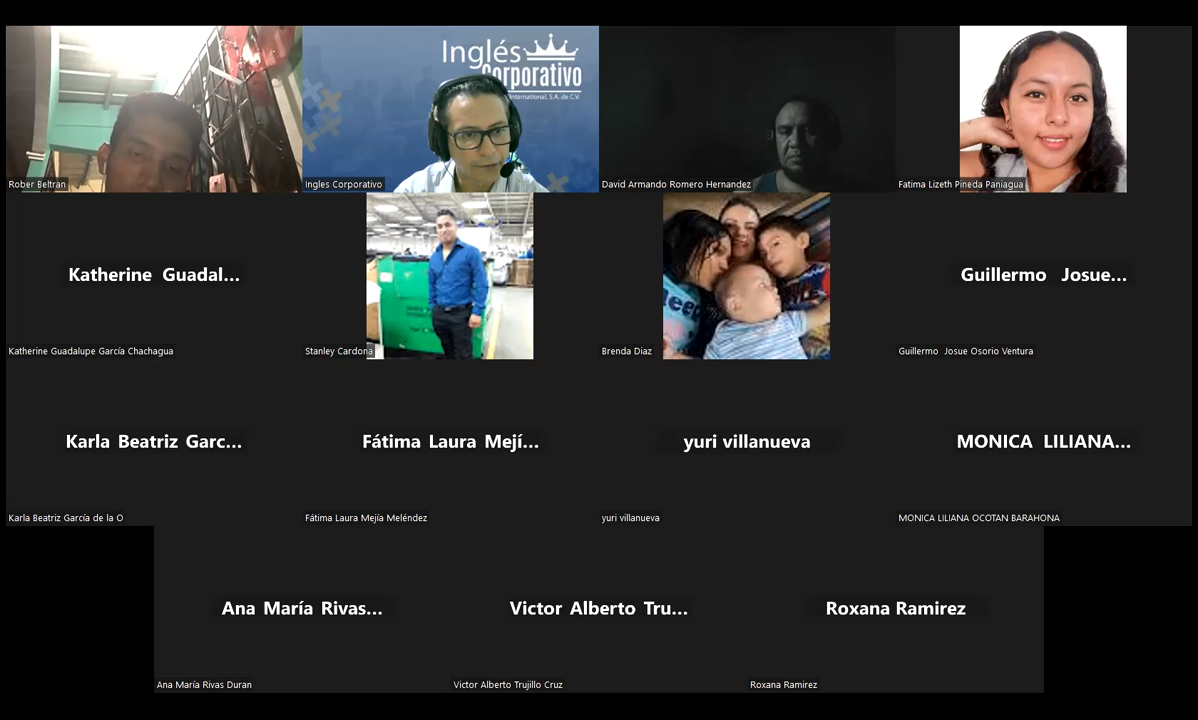 Inglés
Corporativo
International, S.A. de C.V.
Rober Beltran
Ingles Corporativo
David Armando Romero Hernandez
Fatima Lizeth Pineda Paniagua
Katherine Guadal...
Guillermo Josue...
Katherine Guadalupe García Chachagua
Stanley Cardona
Brenda Diaz
Guillermo Josue Osorio Ventura
Karla Beatriz Garc...
Fátima Laura Mejí...
yuri villanueva
MONICA LILIANA...
Karla Beatriz García de la O
Fátima Laura Mejía Meléndez
yuri villanueva
MONICA LILIANA OCOTAN BARAHONA
Ana María Rivas...
Victor Alberto Tru...
Roxana Ramirez
Ana María Rivas Duran
Victor Alberto Trujillo Cruz
Roxana Ramirez